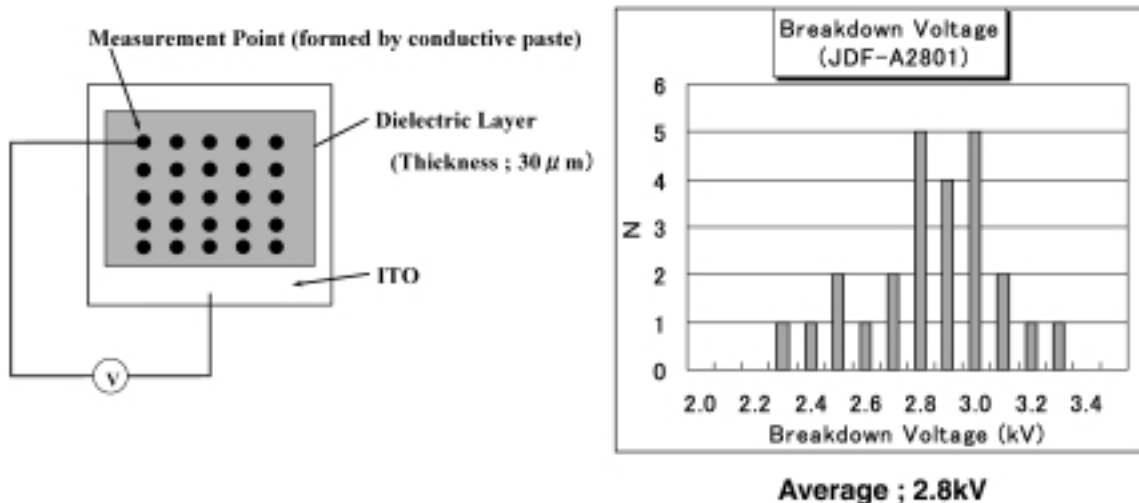 Measurement Point (formed by conductive paste)
Dielectric Layer
(Thickness ; 30 μ m)
ITO
V
Breakdown Voltage
(JDF-A2801)
6
5
4
3
2
1
0
N
2.0 2.2 2.4 2.6 2.8 3.0 3.2 3.4
Breakdown Voltage (kV)
Average ; 2.8kV